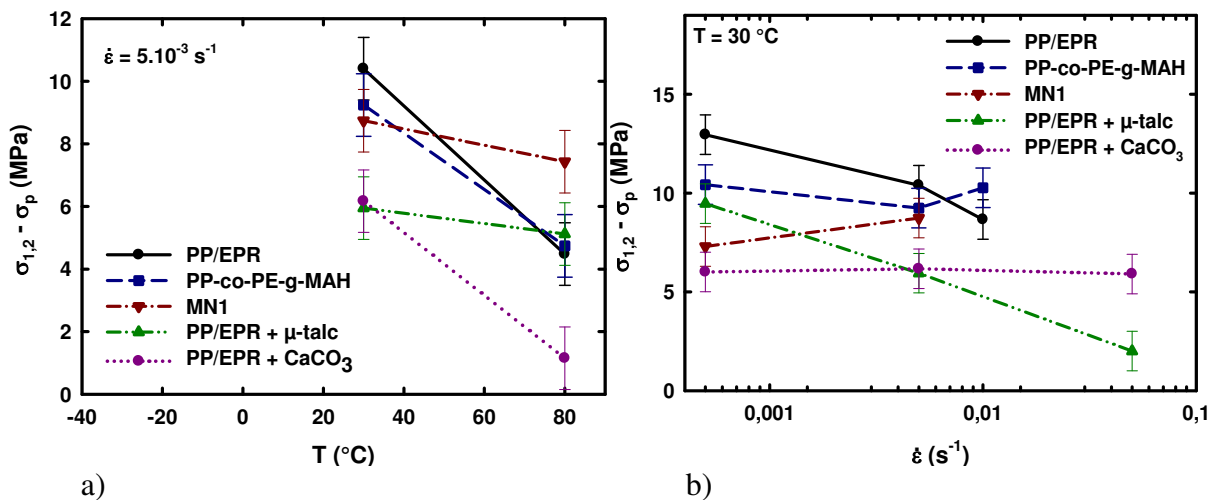 12
10
8
6
4
2
0
σ1,2 - σp (MPa)
ε̇ = 5.10⁻³ s⁻¹
PP/EPR
PP-co-PE-g-MAH
MN1
PP/EPR + μ-talc
PP/EPR + CaCO₃
-40 -20 0 20 40 60 80
T (°C)
a)
15
10
5
0
σ1,2 - σp (MPa)
T = 30 °C
PP/EPR
PP-co-PE-g-MAH
MN1
PP/EPR + μ-talc
PP/EPR + CaCO₃
0,001 0,01 0,1
ε̇ (s⁻¹)
b)